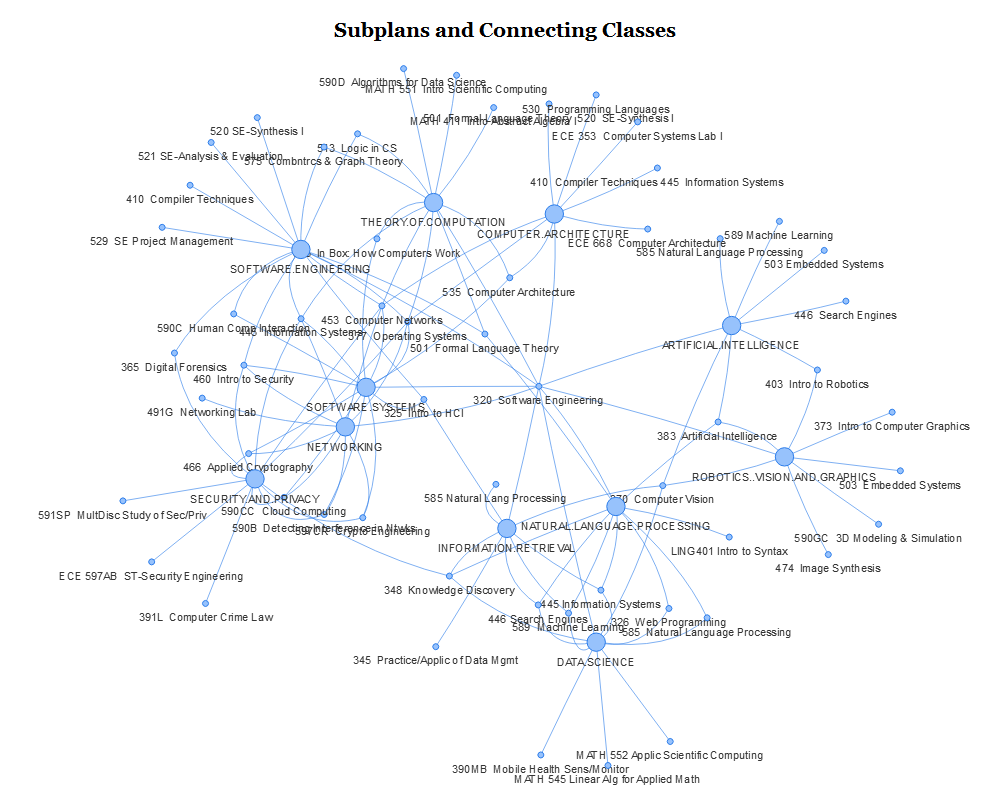 Subplans and Connecting Classes
590D Algorithms for Data Science
MATH 551 Intro Scientific Computing
530 Programming Languages
501 Formal Language Theory
520 SE-Synthesis I
MATH 411 Intro Abstract Algebra I
520 SE-Synthesis I
ECE 353 Computer Systems Lab I
513 Logic in CS
521 SE-Analysis & Evaluation
575 Combntrcs & Graph Theory
410 Compiler Techniques
445 Information Systems
410 Compiler Techniques
THEORY.OF.COMPUTATION
COMPUTER.ARCHITECTURE
589 Machine Learning
529 SE Project Management
ECE 668 Computer Architecture
585 Natural Language Processing
In Box: How Computers Work
503 Embedded Systems
SOFTWARE.ENGINEERING
535 Computer Architecture
446 Search Engines
453 Computer Networks
590C Human Comp Interaction
445 Information Systems
377 Operating Systems
ARTIFICIAL.INTELLIGENCE
501 Formal Language Theory
365 Digital Forensics
460 Intro to Security
403 Intro to Robotics
320 Software Engineering
SOFTWARE.SYSTEMS
325 Intro to HCI
491G Networking Lab
373 Intro to Computer Graphics
383 Artificial Intelligence
NETWORKING
466 Applied Cryptography
ROBOTICS..VISION.AND.GRAPHICS
503 Embedded Systems
SECURITY.AND.PRIVACY
585 Natural Lang Processing
Computer Vision
590CC Cloud Computing
591SP MultDisc Study of Sec/Priv
NATURAL.LANGUAGE.PROCESSING
590B Detecting Interference in Ntwks
Crypto Engineering
590GC 3D Modeling & Simulation
INFORMATION.RETRIEVAL
LING401 Intro to Syntax
474 Image Synthesis
ECE 597AB ST-Security Engineering
348 Knowledge Discovery
445 Information Systems
391L Computer Crime Law
446 Search Engines
326 Web Programming
589 Machine Learning
585 Natural Language Processing
345 Practice/Applic of Data Mgmt
DATA.SCIENCE
MATH 552 Applic Scientific Computing
390MB Mobile Health Sens/Monitor
MATH 545 Linear Alg for Applied Math